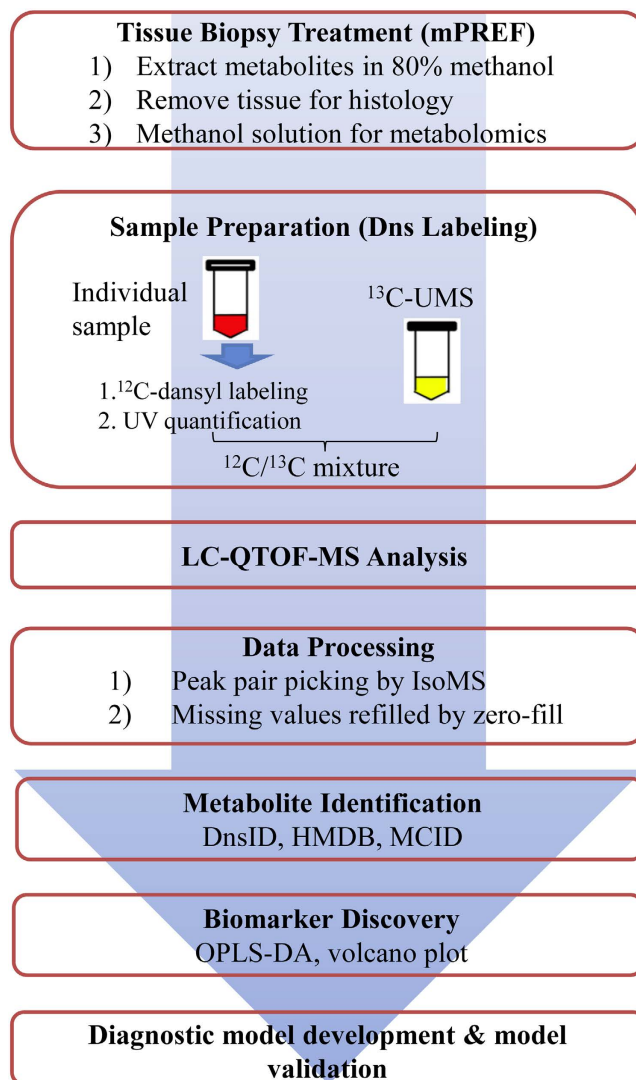 Tissue Biopsy Treatment (mPREF)
1) Extract metabolites in 80% methanol
2) Remove tissue for histology
3) Methanol solution for metabolomics
Sample Preparation (Dns Labeling)
Individual
sample
¹³C-UMS
1.¹²C-dansyl labeling
2. UV quantification
¹²C/¹³C mixture
LC-QTOF-MS Analysis
Data Processing
1) Peak pair picking by IsoMS
2) Missing values refilled by zero-fill
Metabolite Identification
DnsID, HMDB, MCID
Biomarker Discovery
OPLS-DA, volcano plot
Diagnostic model development & model
validation